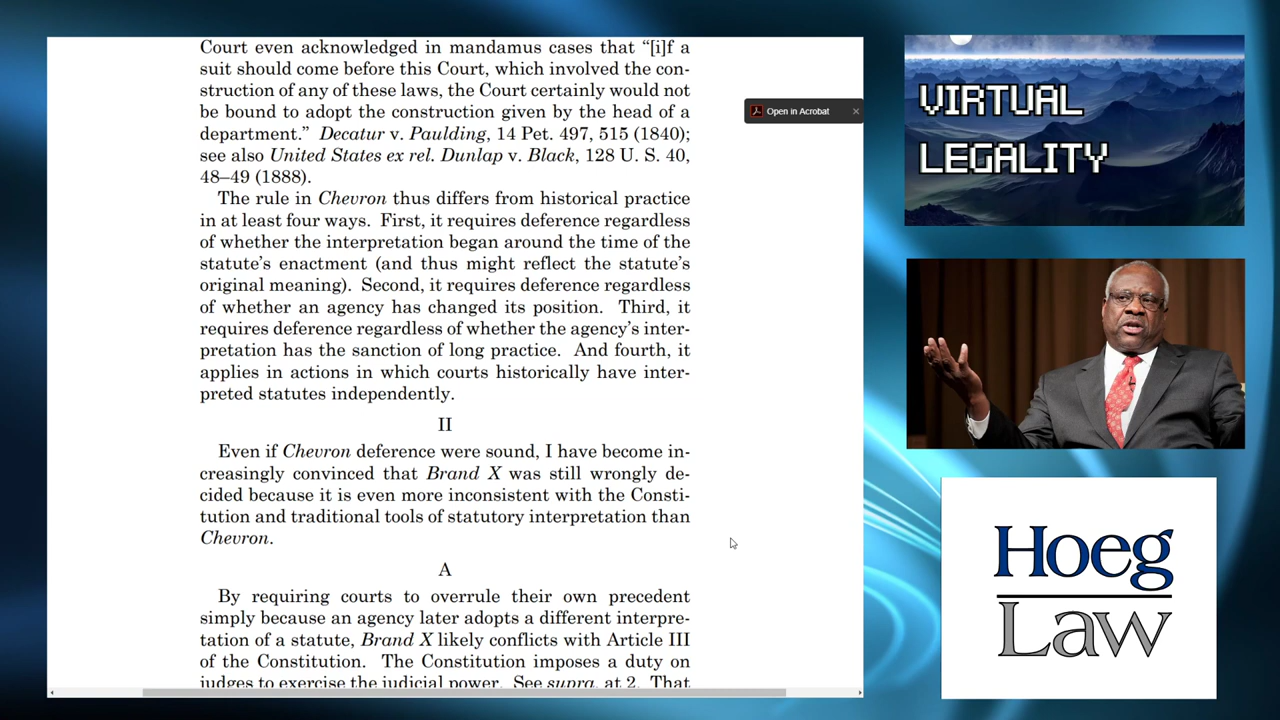 Court even acknowledged in mandamus cases that “[i]f a
suit should come before this Court, which involved the con-
struction of any of these laws, the Court certainly would not
be bound to adopt the construction given by the head of a
department.” Decatur v. Paulding, 14 Pet. 497, 515 (1840);
see also United States ex rel. Dunlap v. Black, 128 U. S. 40,
48–49 (1888).
The rule in Chevron thus differs from historical practice
in at least four ways. First, it requires deference regardless
of whether the interpretation began around the time of the
statute’s enactment (and thus might reflect the statute’s
original meaning). Second, it requires deference regardless
of whether an agency has changed its position. Third, it
requires deference regardless of whether the agency’s inter-
pretation has the sanction of long practice. And fourth, it
applies in actions in which courts historically have inter-
preted statutes independently.
II
Even if Chevron deference were sound, I have become in-
creasingly convinced that Brand X was still wrongly de-
cided because it is even more inconsistent with the Consti-
tution and traditional tools of statutory interpretation than
Chevron.
A
By requiring courts to overrule their own precedent
simply because an agency later adopts a different interpre-
tation of a statute, Brand X likely conflicts with Article III
of the Constitution. The Constitution imposes a duty on
judges to exercise the judicial power. See supra, at 2. That
Open in Acrobat
VIRTUAL
LEGALITY
Hoeg
Law